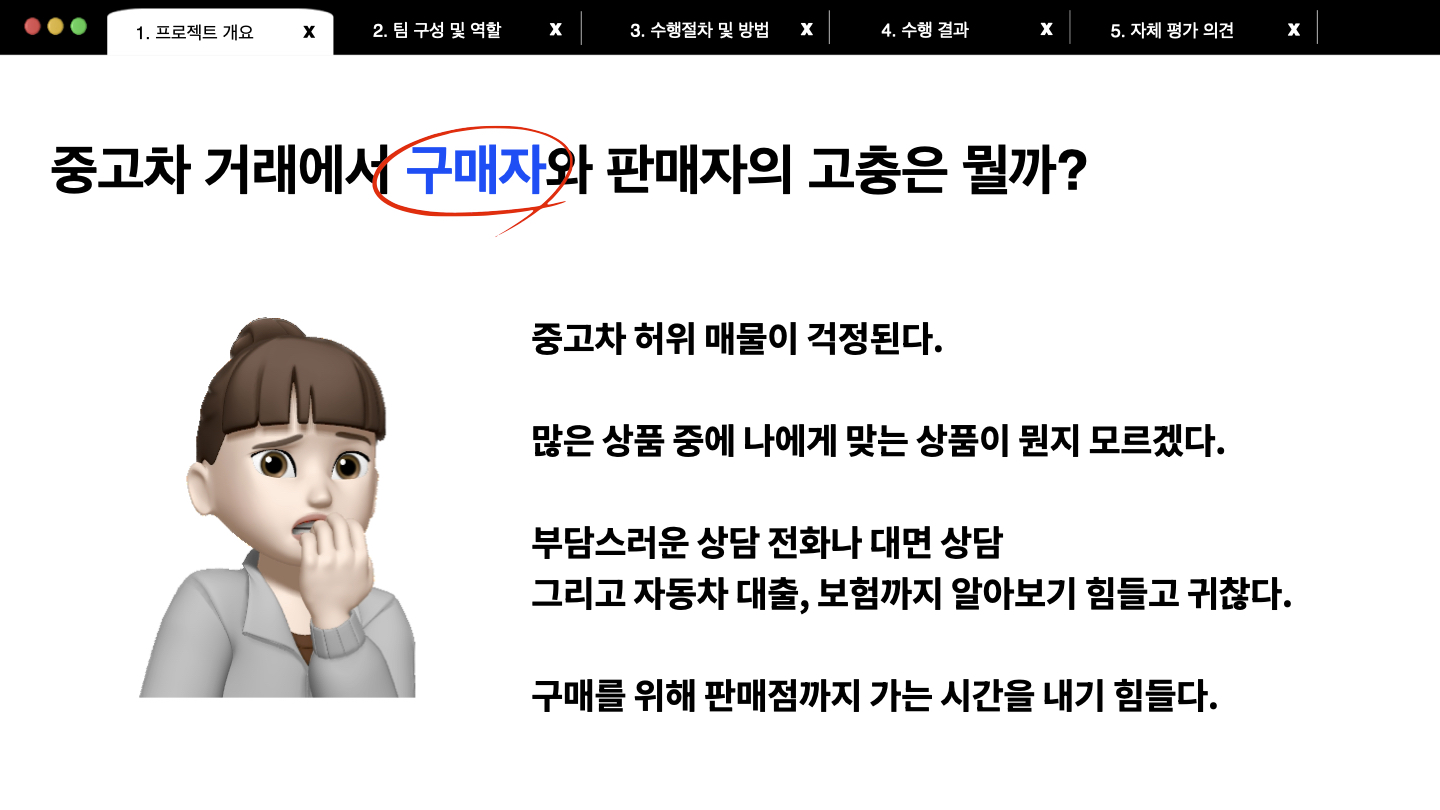 1. 프로젝트 개요 X 2. 팀 구성 및 역할 X 3. 수행절차 및 방법 X 4. 수행 결과 X 5. 자체 평가 의견 X
중고차 거래에서 구매자와 판매자의 고충은 뭘까?
중고차 허위 매물이 걱정된다.
많은 상품 중에 나에게 맞는 상품이 뭔지 모르겠다.
부담스러운 상담 전화나 대면 상담
그리고 자동차 대출, 보험까지 알아보기 힘들고 귀찮다.
구매를 위해 판매점까지 가는 시간을 내기 힘들다.